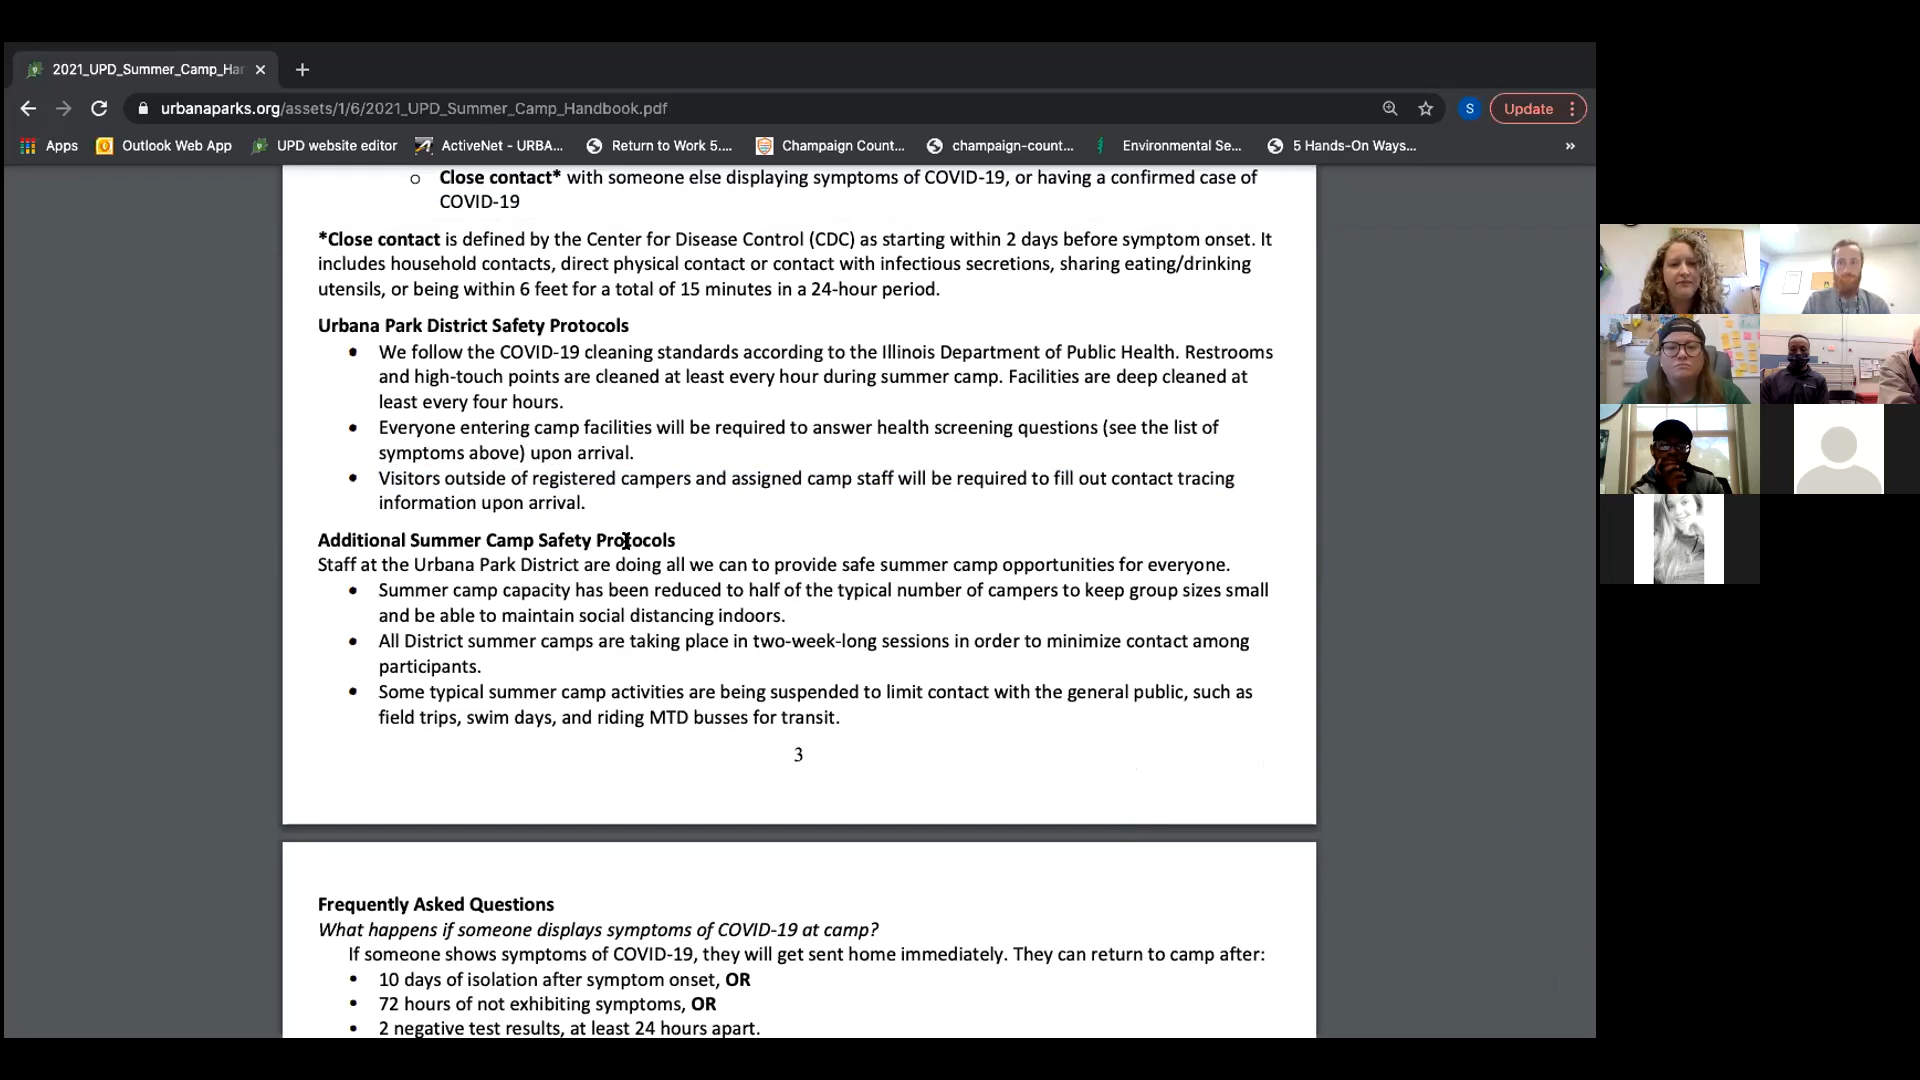 2021_UPD_Summer_Camp_Har
urbanaparks.org/assets/1/6/2021_UPD_Summer_Camp_Handbook.pdf
S
Update
Apps
Outlook Web App
UPD website editor
ActiveNet - URBA...
Return to Work 5....
Champaign Count...
champaign-count...
Environmental Se...
5 Hands-On Ways...
»
o Close contact* with someone else displaying symptoms of COVID-19, or having a confirmed case of
COVID-19
*Close contact is defined by the Center for Disease Control (CDC) as starting within 2 days before symptom onset. It
includes household contacts, direct physical contact or contact with infectious secretions, sharing eating/drinking
utensils, or being within 6 feet for a total of 15 minutes in a 24-hour period.
Urbana Park District Safety Protocols
• We follow the COVID-19 cleaning standards according to the Illinois Department of Public Health. Restrooms
and high-touch points are cleaned at least every hour during summer camp. Facilities are deep cleaned at
least every four hours.
• Everyone entering camp facilities will be required to answer health screening questions (see the list of
symptoms above) upon arrival.
• Visitors outside of registered campers and assigned camp staff will be required to fill out contact tracing
information upon arrival.
Additional Summer Camp Safety Protocols
Staff at the Urbana Park District are doing all we can to provide safe summer camp opportunities for everyone.
• Summer camp capacity has been reduced to half of the typical number of campers to keep group sizes small
and be able to maintain social distancing indoors.
• All District summer camps are taking place in two-week-long sessions in order to minimize contact among
participants.
• Some typical summer camp activities are being suspended to limit contact with the general public, such as
field trips, swim days, and riding MTD busses for transit.
3
Frequently Asked Questions
What happens if someone displays symptoms of COVID-19 at camp?
If someone shows symptoms of COVID-19, they will get sent home immediately. They can return to camp after:
• 10 days of isolation after symptom onset, OR
• 72 hours of not exhibiting symptoms, OR
• 2 negative test results, at least 24 hours apart.